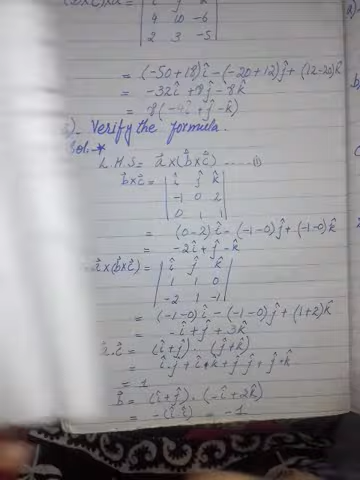 | î ĵ k̂ |
| 4 10 -6 |
| 2 3 -5 |
= (-50+18)î - (-20+12)ĵ + (12-20)k̂
= -32î + 8ĵ - 8k̂
= 8(-4î + ĵ - k̂)
Verify the formula.
Sol. *
L.H.S = a⃗ x (b⃗ x c⃗) ..... (i)
b⃗ x c⃗ = | î ĵ k̂ |
| -1 0 2 |
| 0 1 1 |
= (0-2)î - (-1-0)ĵ + (-1-0)k̂
= -2î + ĵ - k̂
a⃗ x (b⃗ x c⃗) = | î ĵ k̂ |
| 1 1 0 |
| -2 1 -1 |
= (-1-0)î - (-1-0)ĵ + (1+2)k̂
= -î + ĵ + 3k̂
a⃗.c⃗ = (î+ĵ) . (ĵ+k̂)
= î.ĵ + î.k̂ + ĵ.ĵ + ĵ.k̂
= 1
b⃗ = (î+ĵ) . (-î+2k̂)
= -(î.î) = -1